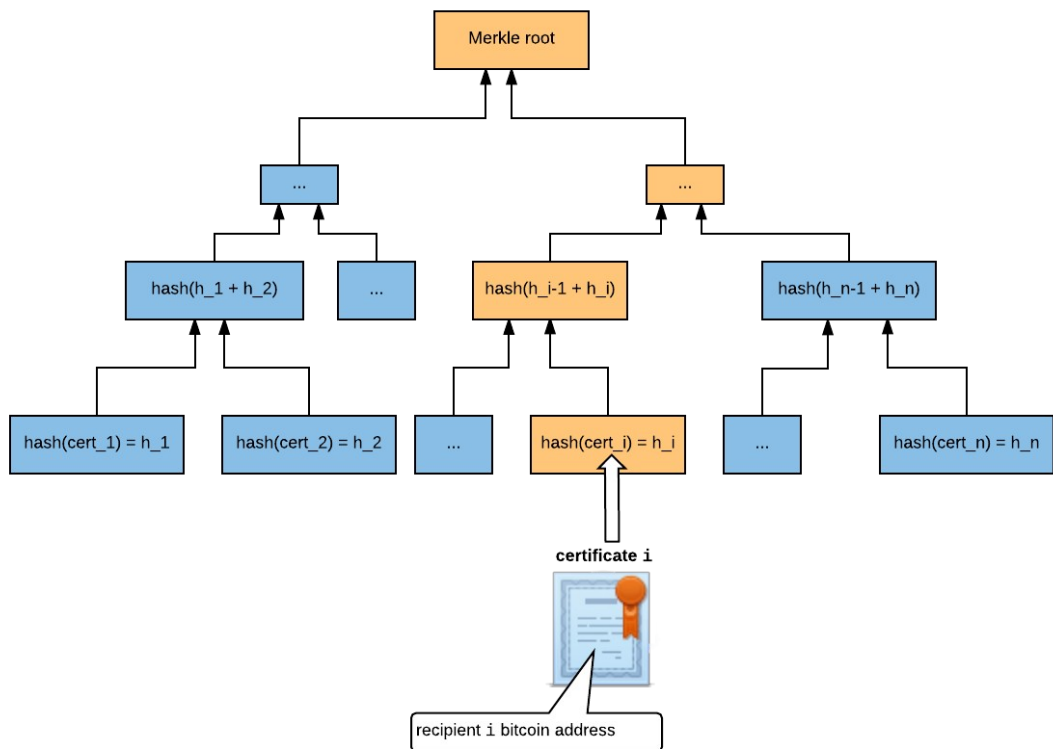 Merkle root
...
...
hash(h_1 + h_2)
...
hash(h_i-1 + h_i)
hash(h_n-1 + h_n)
hash(cert_1) = h_1
hash(cert_2) = h_2
...
hash(cert_i) = h_i
...
hash(cert_n) = h_n
certificate i
recipient i bitcoin address